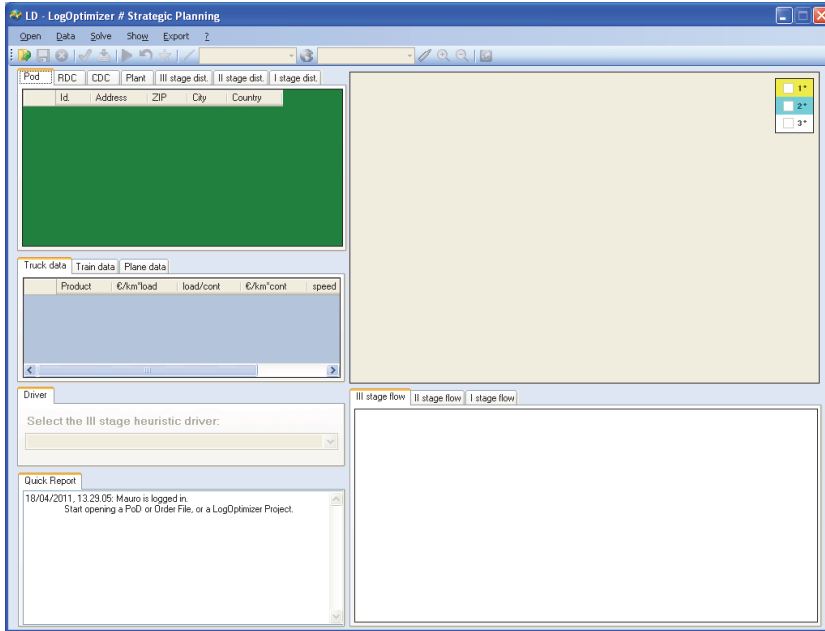 LD - LogOptimizer # Strategic Planning
Open Data Solve Show Export ?
Pod RDC CDC Plant III stage dist. II stage dist. I stage dist.
Id. Address ZIP City Country
1°
2°
3°
Truck data Train data Plane data
Product €/km*load load/cont €/km*cont speed
Driver
Select the III stage heuristic driver:
III stage flow II stage flow I stage flow
Quick Report
18/04/2011, 13.29.05: Mauro is logged in.
Start opening a PoD or Order File, or a LogOptimizer Project.